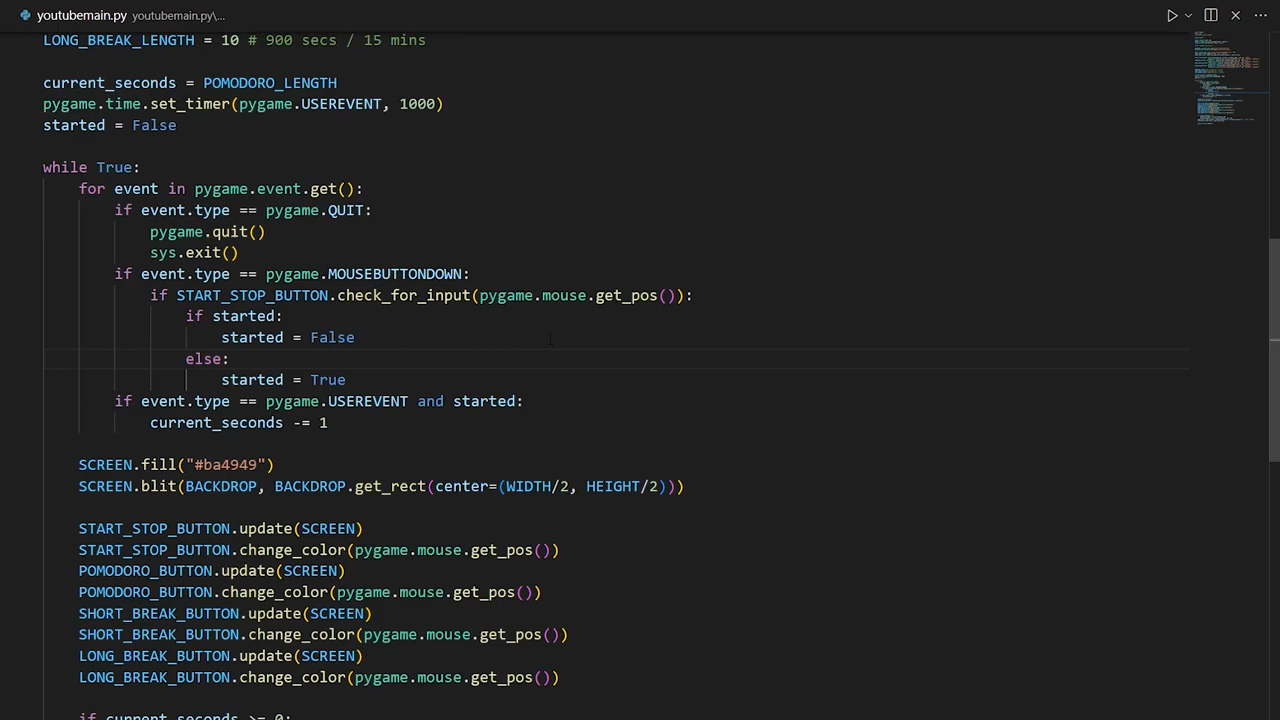 youtubemain.py youtubemain.py\...
LONG_BREAK_LENGTH = 10 # 900 secs / 15 mins
current_seconds = POMODORO_LENGTH
pygame.time.set_timer(pygame.USEREVENT, 1000)
started = False
while True:
for event in pygame.event.get():
if event.type == pygame.QUIT:
pygame.quit()
sys.exit()
if event.type == pygame.MOUSEBUTTONDOWN:
if START_STOP_BUTTON.check_for_input(pygame.mouse.get_pos()):
if started:
started = False
else:
started = True
if event.type == pygame.USEREVENT and started:
current_seconds -= 1
SCREEN.fill("#ba4949")
SCREEN.blit(BACKDROP, BACKDROP.get_rect(center=(WIDTH/2, HEIGHT/2)))
START_STOP_BUTTON.update(SCREEN)
START_STOP_BUTTON.change_color(pygame.mouse.get_pos())
POMODORO_BUTTON.update(SCREEN)
POMODORO_BUTTON.change_color(pygame.mouse.get_pos())
SHORT_BREAK_BUTTON.update(SCREEN)
SHORT_BREAK_BUTTON.change_color(pygame.mouse.get_pos())
LONG_BREAK_BUTTON.update(SCREEN)
LONG_BREAK_BUTTON.change_color(pygame.mouse.get_pos())
if current_seconds >= 0: